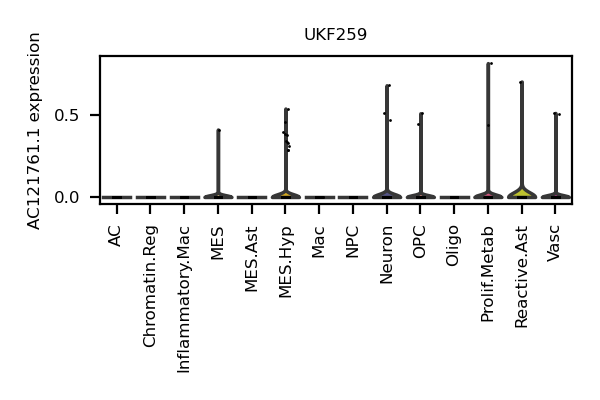 UKF259
AC121761.1 expression
0.5
0.0
AC
Chromatin.Reg
Inflammatory.Mac
MES
MES.Ast
MES.Hyp
Mac
NPC
Neuron
OPC
Oligo
Prolif.Metab
Reactive.Ast
Vasc